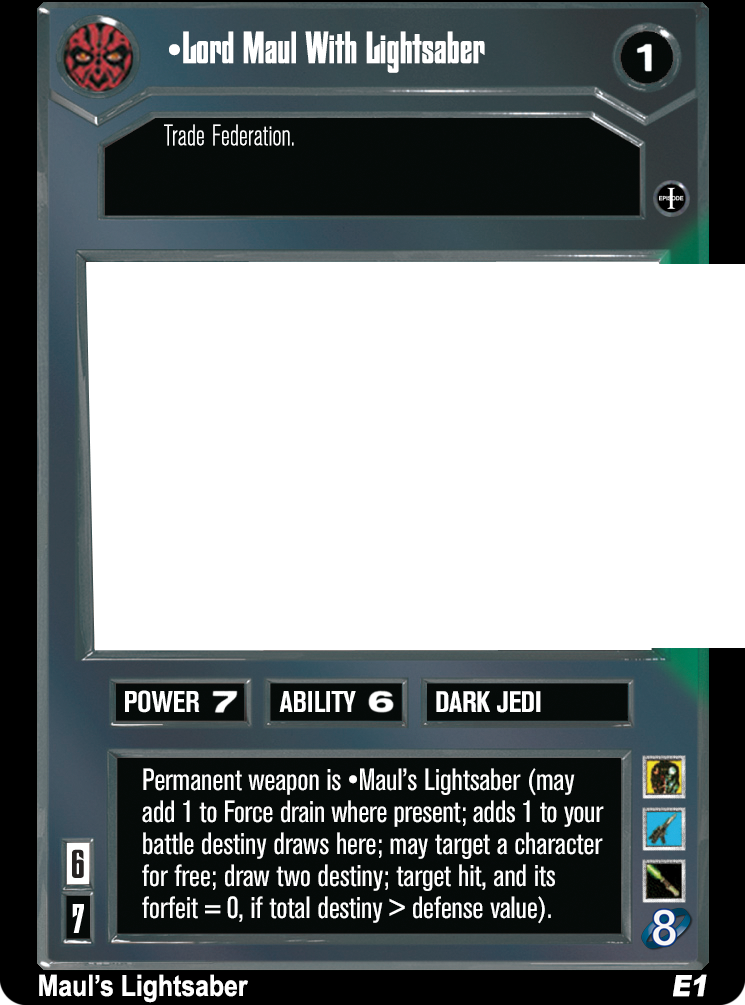 •Lord Maul With Lightsaber
1
Trade Federation.
EPISODE I
POWER 7
ABILITY 6
DARK JEDI
Permanent weapon is •Maul's Lightsaber (may
add 1 to Force drain where present; adds 1 to your
battle destiny draws here; may target a character
for free; draw two destiny; target hit, and its
forfeit = 0, if total destiny > defense value).
6
7
8
Maul's Lightsaber
E1